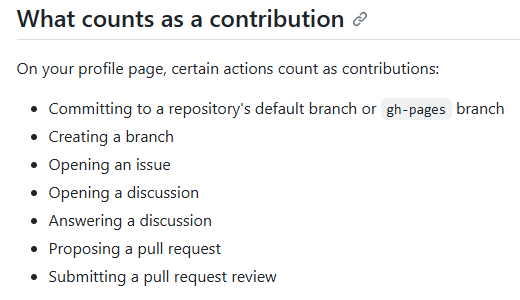 What counts as a contribution
On your profile page, certain actions count as contributions:
• Committing to a repository's default branch or gh-pages branch
• Creating a branch
• Opening an issue
• Opening a discussion
• Answering a discussion
• Proposing a pull request
• Submitting a pull request review